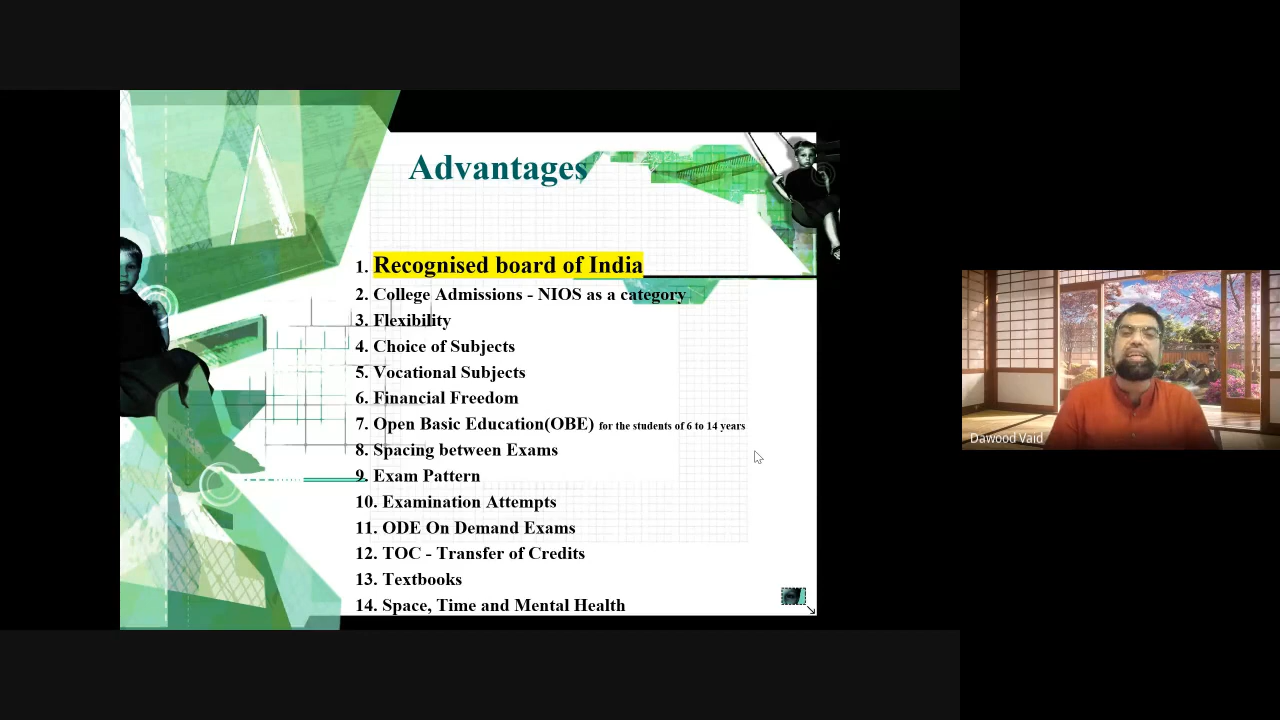 Advantages
1. Recognised board of India
2. College Admissions - NIOS as a category
3. Flexibility
4. Choice of Subjects
5. Vocational Subjects
6. Financial Freedom
7. Open Basic Education(OBE) for the students of 6 to 14 years
8. Spacing between Exams
9. Exam Pattern
10. Examination Attempts
11. ODE On Demand Exams
12. TOC - Transfer of Credits
13. Textbooks
14. Space, Time and Mental Health
Dawood Vaid